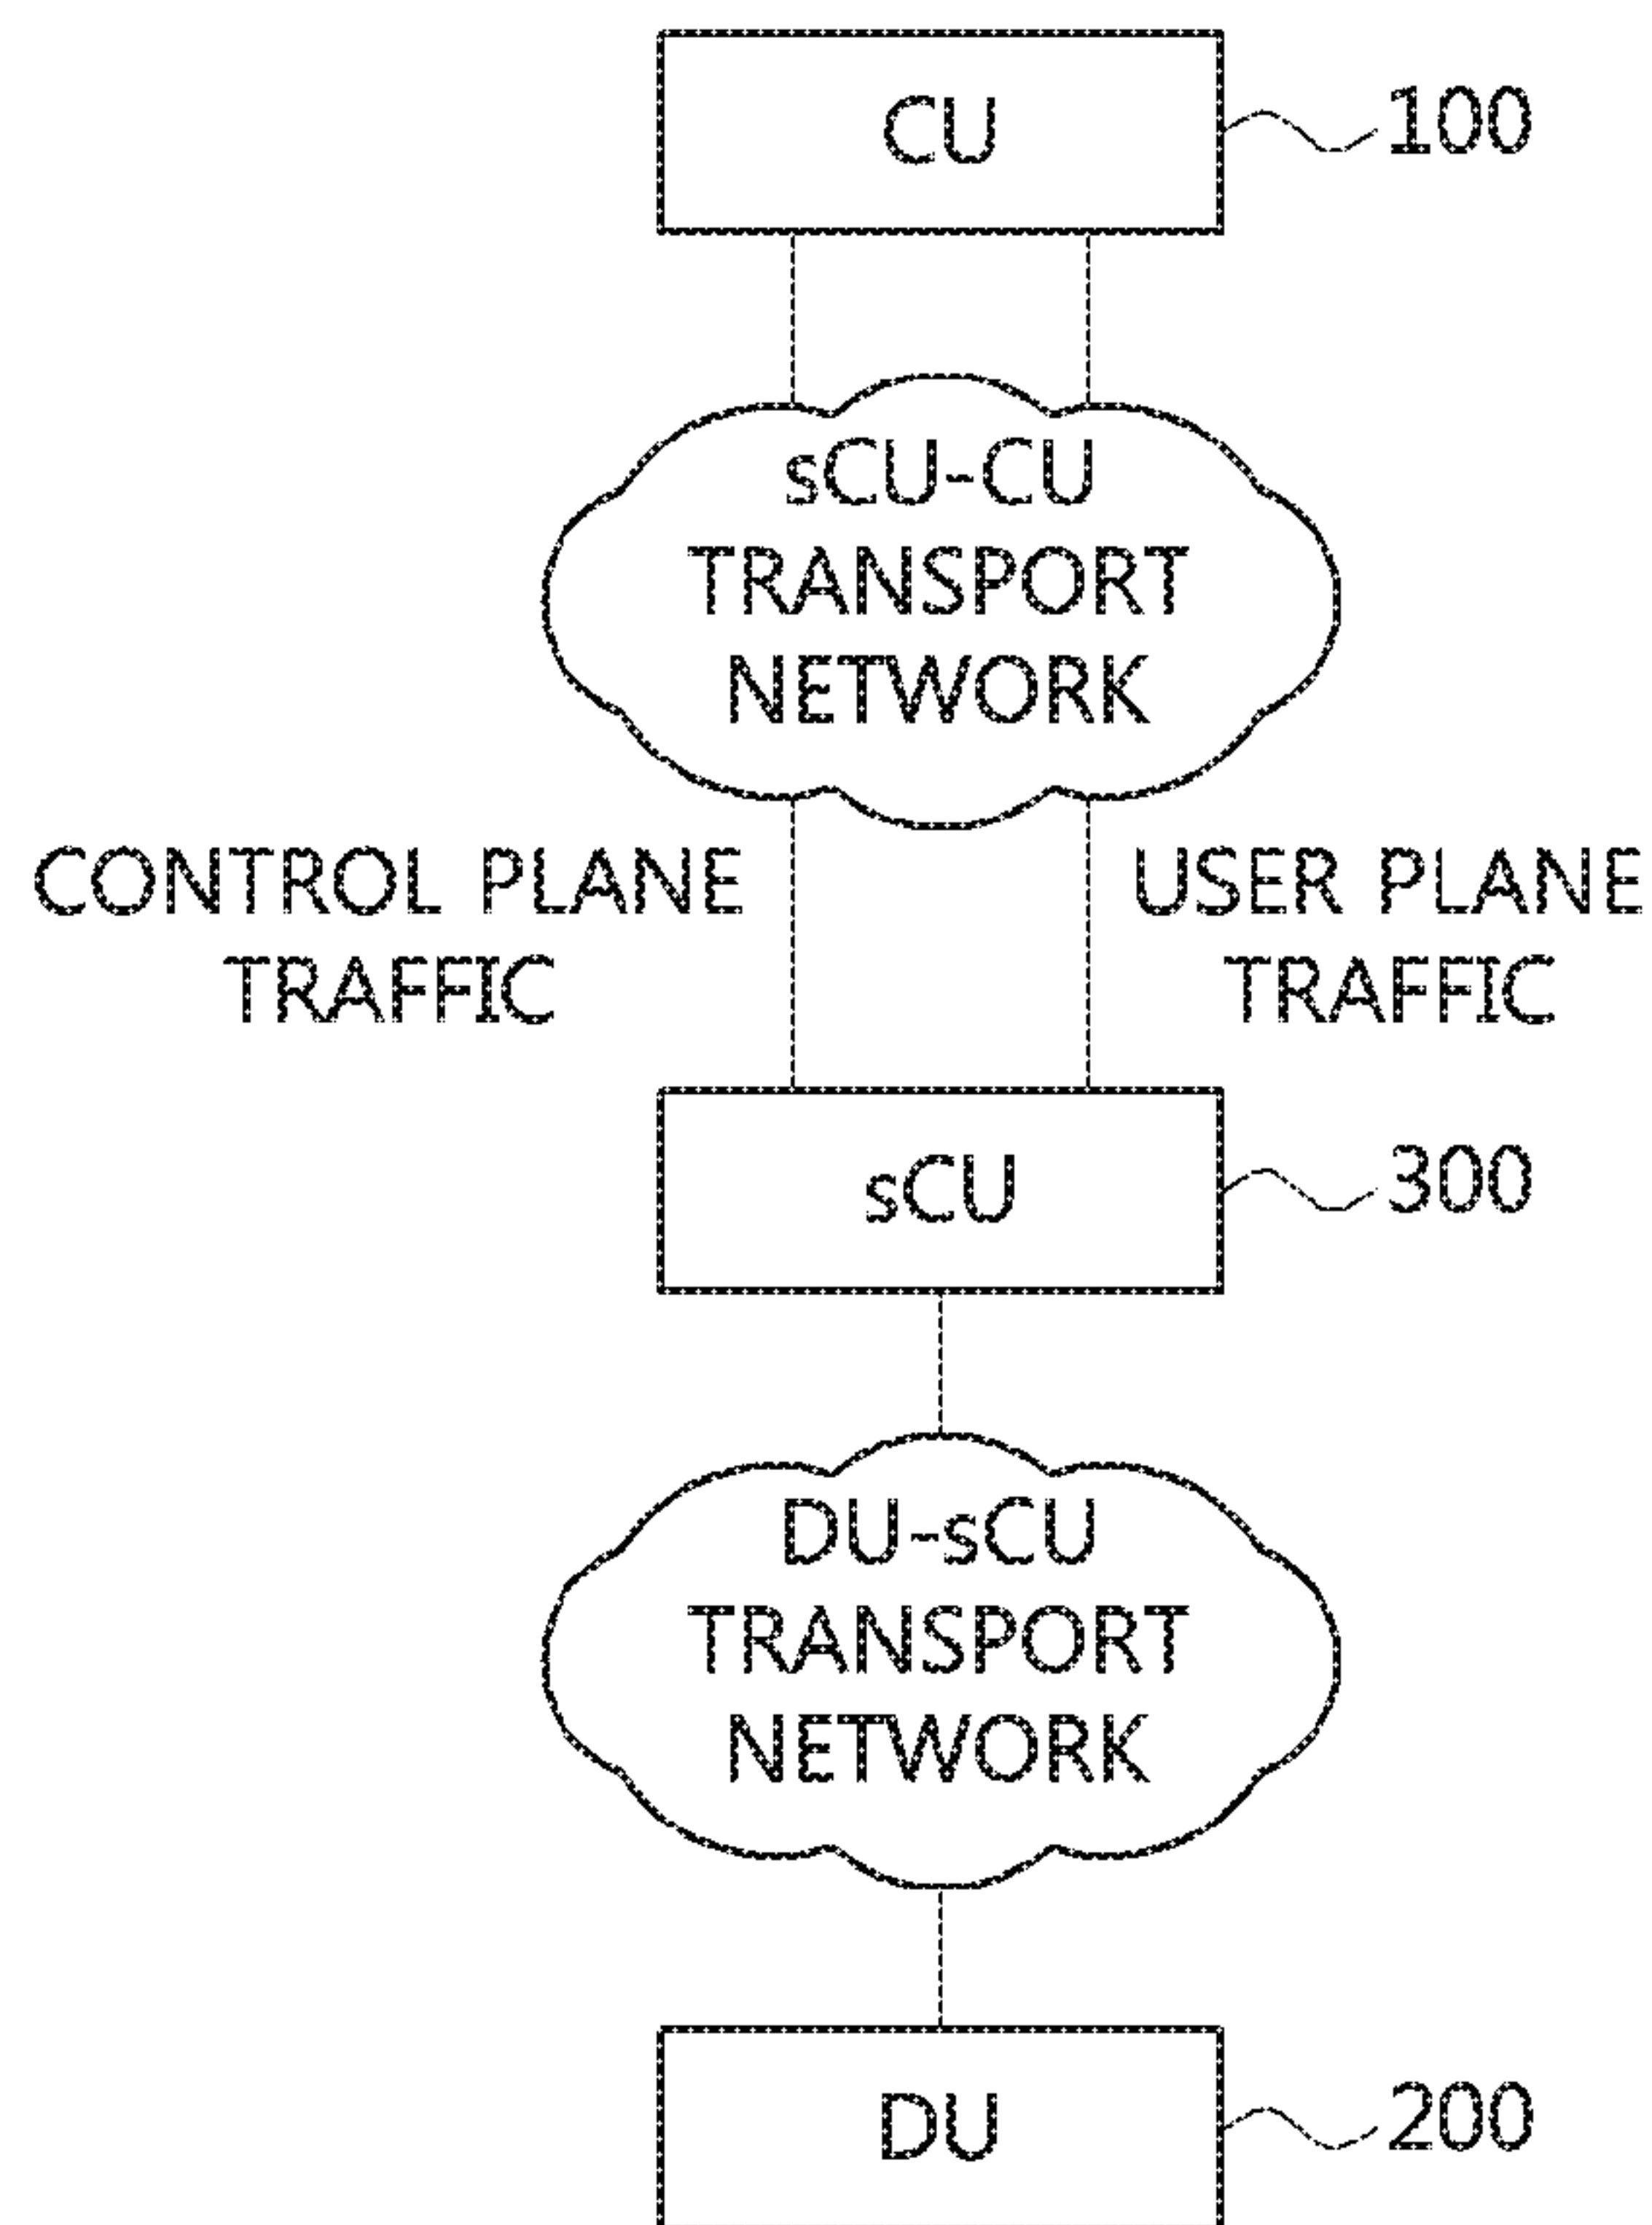 CU
100
sCU-CU
TRANSPORT
NETWORK
CONTROL PLANE
TRAFFIC
USER PLANE
TRAFFIC
sCU
300
DU-sCU
TRANSPORT
NETWORK
DU
200